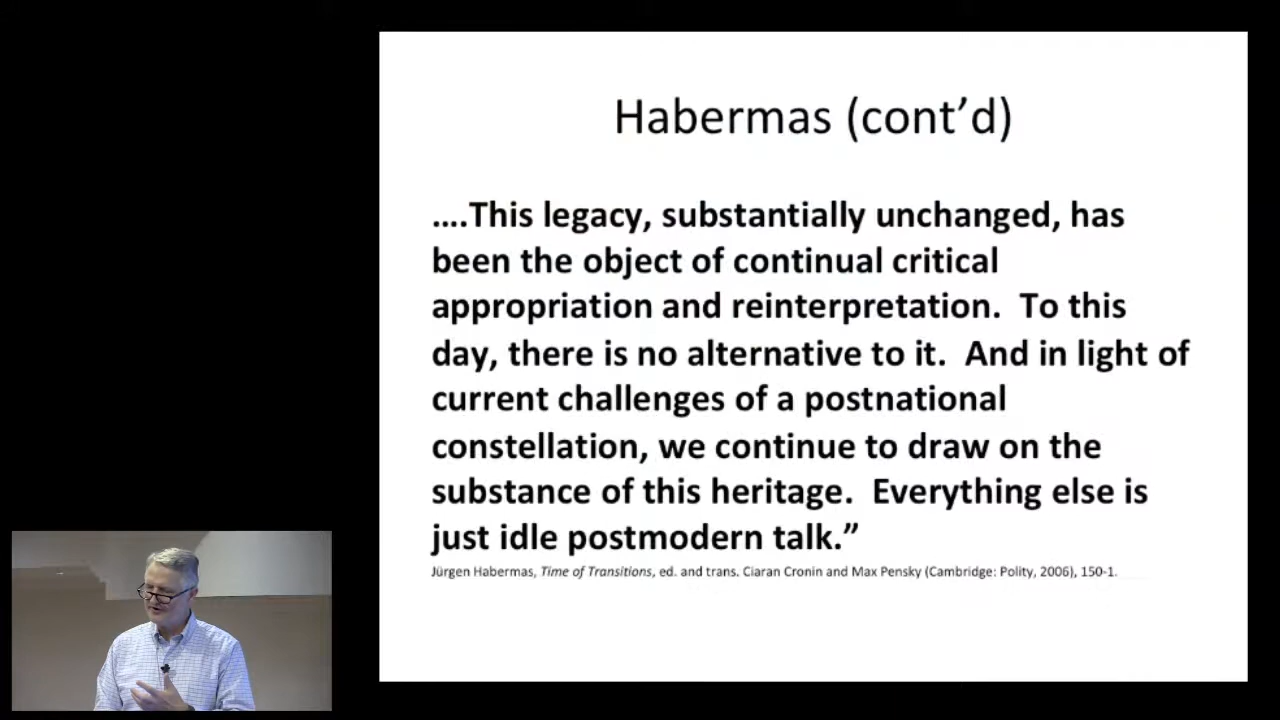 Habermas (cont’d)
....This legacy, substantially unchanged, has
been the object of continual critical
appropriation and reinterpretation.  To this
day, there is no alternative to it.  And in light of
current challenges of a postnational
constellation, we continue to draw on the
substance of this heritage.  Everything else is
just idle postmodern talk.”
Jürgen Habermas, Time of Transitions, ed. and trans. Ciaran Cronin and Max Pensky (Cambridge: Polity, 2006), 150-1.